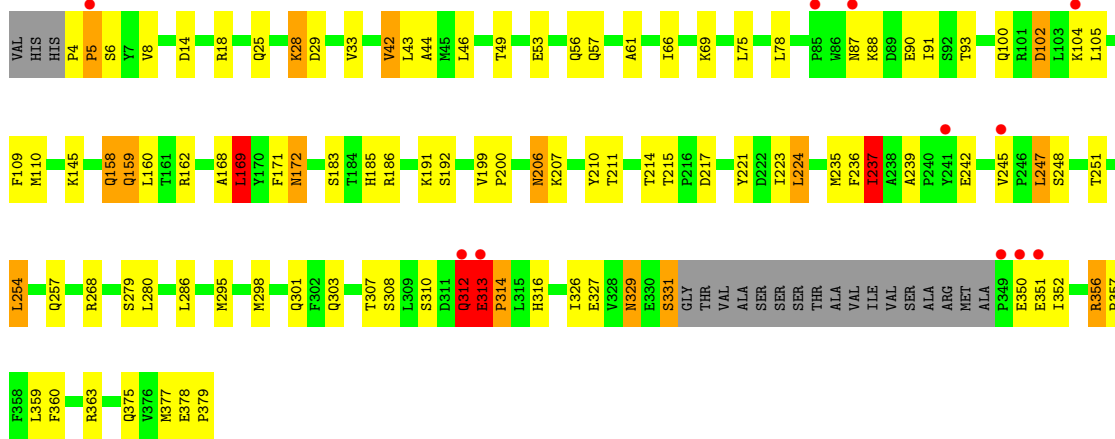 VAL HIS HIS P4 P5 S6 Y7 V8 D14 R18 Q25 K28 D29 V33 V42 L43 A44 M45 L46 T49 E53 Q56 Q57 A61 I66 K69 L75 L78 P85 W86 N87 K88 D89 E90 I91 S92 T93 Q100 R101 D102 L103 K104 L105
F109 M110 K145 Q158 Q159 L160 T161 R162 A168 L169 Y170 F171 N172 S183 T184 H185 R186 K191 S192 V199 P200 N206 K207 Y210 T211 T214 T215 P216 D217 Y221 D222 I223 L224 M235 F236 I237 A238 A239 P240 Y241 E242 V245 P246 L247 S248 T251
L254 Q257 R268 S279 L280 L286 M295 M298 Q301 F302 Q303 T307 S308 L309 S310 D311 Q312 E313 P314 L315 H316 I326 E327 V328 N329 E330 S331 GLY THR VAL ALA SER SER SER THR ALA VAL ILE VAL SER ALA ARG MET ALA P349 E350 E351 I352 R356
F358 L359 F360 R363 Q375 V376 M377 E378 P379